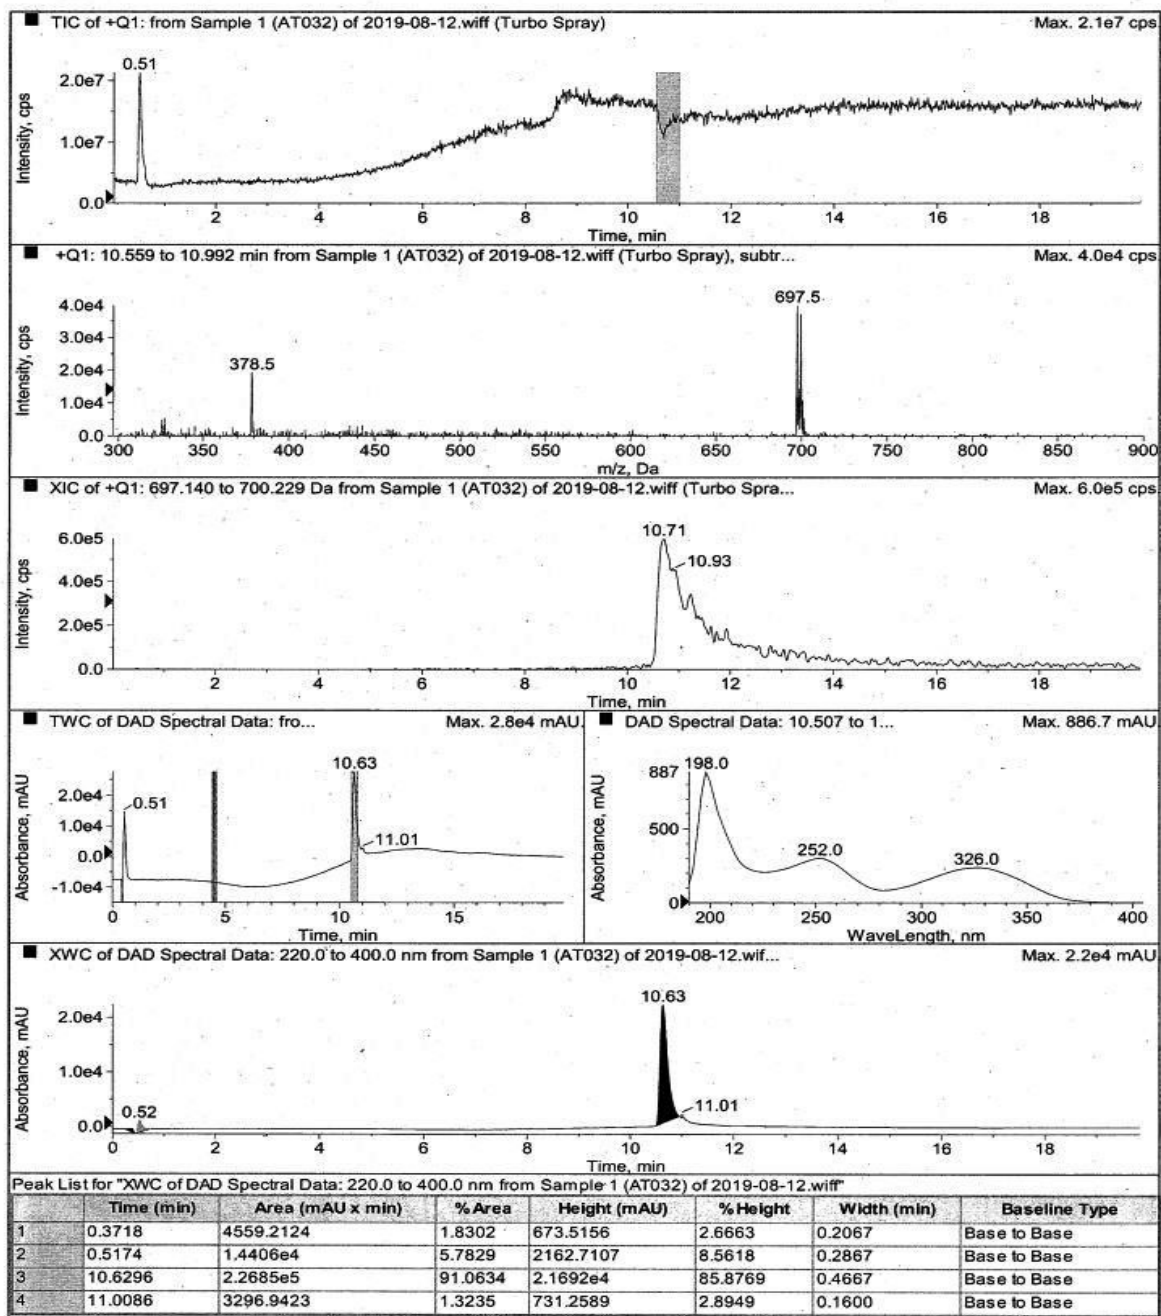 TIC of +Q1: from Sample 1 (AT032) of 2019-08-12.wiff (Turbo Spray) Max. 2.1e7 cps.
0.51
2.0e7
1.0e7
0.0
Intensity, cps
2 4 6 8 10 12 14 16 18
Time, min
+Q1: 10.559 to 10.992 min from Sample 1 (AT032) of 2019-08-12.wiff (Turbo Spray), subtr... Max. 4.0e4 cps.
697.5
4.0e4
3.0e4
378.5
2.0e4
1.0e4
0.0
Intensity, cps
300 350 400 450 500 550 600 650 700 750 800 850 900
m/z, Da
XIC of +Q1: 697.140 to 700.229 Da from Sample 1 (AT032) of 2019-08-12.wiff (Turbo Spra... Max. 6.0e5 cps.
10.71
6.0e5
10.93
4.0e5
2.0e5
0.0
Intensity, cps
2 4 6 8 10 12 14 16 18
Time, min
TWC of DAD Spectral Data: fro... Max. 2.8e4 mAU.
10.63
2.0e4
0.51
1.0e4
11.01
0.0
-1.0e4
Absorbance, mAU
0 5 10 15
Time, min
DAD Spectral Data: 10.507 to 1... Max. 886.7 mAU.
887 198.0
500
252.0
326.0
0
Absorbance, mAU
200 250 300 350 400
WaveLength, nm
XWC of DAD Spectral Data: 220.0 to 400.0 nm from Sample 1 (AT032) of 2019-08-12.wif... Max. 2.2e4 mAU.
10.63
2.0e4
1.0e4
0.52
11.01
0.0
Absorbance, mAU
0 2 4 6 8 10 12 14 16 18
Time, min
Peak List for "XWC of DAD Spectral Data: 220.0 to 400.0 nm from Sample 1 (AT032) of 2019-08-12.wiff"
Time (min) Area (mAU x min) %Area Height (mAU) %Height Width (min) Baseline Type
1 0.3718 4559.2124 1.8302 673.5156 2.6663 0.2067 Base to Base
2 0.5174 1.4406e4 5.7829 2162.7107 8.5618 0.2867 Base to Base
3 10.6296 2.2685e5 91.0634 2.1692e4 85.8769 0.4667 Base to Base
4 11.0086 3296.9423 1.3235 731.2589 2.8949 0.1600 Base to Base